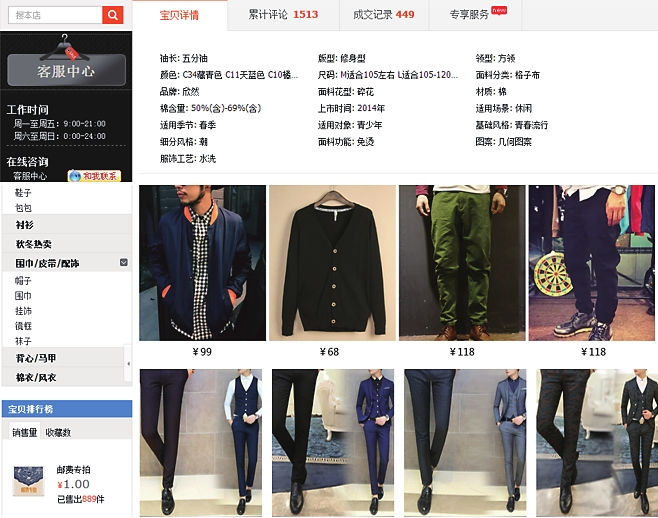 搜本店
客服中心
工作时间
周一至周五：9:00-21:00
周六至周日：0:00-24:00
在线咨询
客服中心 和我联系
鞋子
包包
衬衫
秋冬热卖
围巾/皮带/配饰
帽子
围巾
挂饰
镜框
袜子
背心/马甲
棉衣/风衣
宝贝排行榜
销售量 收藏数
邮费专拍
¥1.00
已售出889件
宝贝详情 累计评论 1513 成交记录 449 专享服务 new
袖长: 五分袖 版型: 修身型 领型: 方领
颜色: C34藏青色 C11天蓝色 C10橘... 尺码: M适合105左右 L适合105-120... 面料分类: 格子布
品牌: 欣然 面料花型: 碎花 材质: 棉
棉含量: 50%(含)-69%(含) 上市时间: 2014年 适用场景: 休闲
适用季节: 春季 适用对象: 青少年 基础风格: 青春流行
细分风格: 潮 面料功能: 免烫 图案: 几何图案
服饰工艺: 水洗
¥99 ¥68 ¥118 ¥118